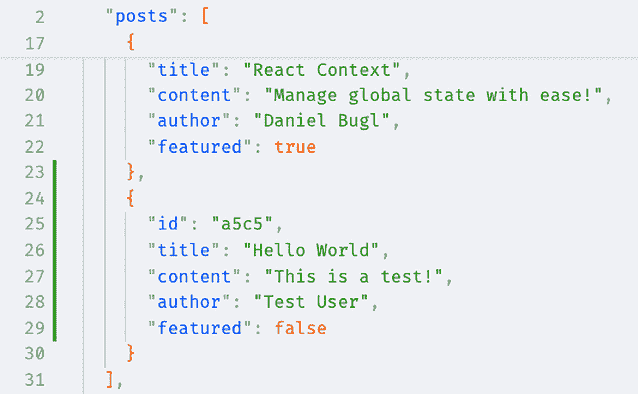 2 "posts": [
17 {
19 "title": "React Context",
20 "content": "Manage global state with ease!",
21 "author": "Daniel Bugl",
22 "featured": true
23 },
24 {
25 "id": "a5c5",
26 "title": "Hello World",
27 "content": "This is a test!",
28 "author": "Test User",
29 "featured": false
30 }
31 ],